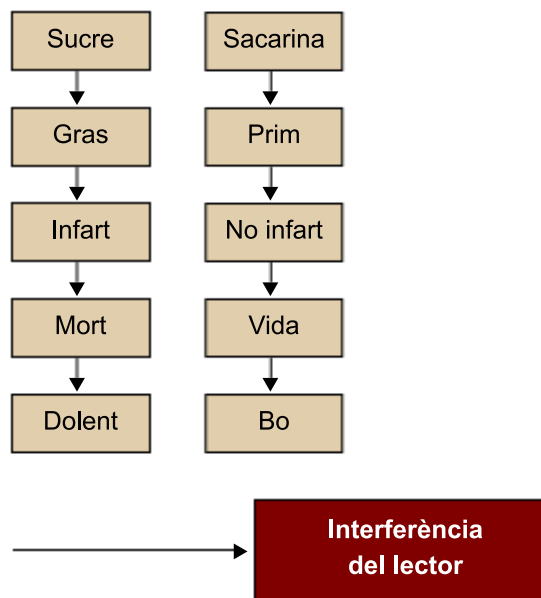 Sucre
Sacarina
Gras
Prim
Infart
No infart
Mort
Vida
Dolent
Bo
Interferència
del lector